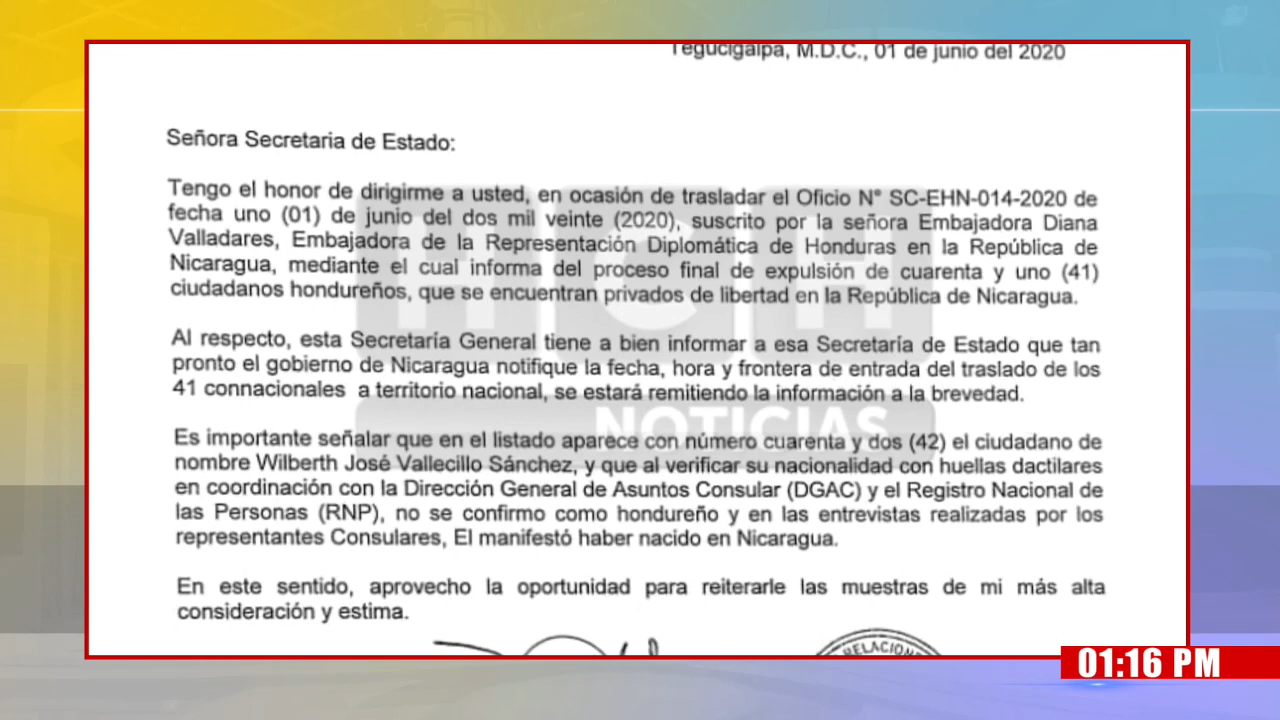 Tegucigalpa, M.D.C., 01 de junio del 2020
Señora Secretaria de Estado:
Tengo el honor de dirigirme a usted, en ocasión de trasladar el Oficio N° SC-EHN-014-2020 de
fecha uno (01) de junio del dos mil veinte (2020), suscrito por la señora Embajadora Diana
Valladares, Embajadora de la Representación Diplomática de Honduras en la República de
Nicaragua, mediante el cual informa del proceso final de expulsión de cuarenta y uno (41)
ciudadanos hondureños, que se encuentran privados de libertad en la República de Nicaragua.
Al respecto, esta Secretaría General tiene a bien informar a esa Secretaría de Estado que tan
pronto el gobierno de Nicaragua notifique la fecha, hora y frontera de entrada del traslado de los
41 connacionales a territorio nacional, se estará remitiendo la información a la brevedad.
Es importante señalar que en el listado aparece con número cuarenta y dos (42) el ciudadano de
nombre Wilberth José Vallecillo Sánchez, y que al verificar su nacionalidad con huellas dactilares
en coordinación con la Dirección General de Asuntos Consular (DGAC) y el Registro Nacional de
las Personas (RNP), no se confirmo como hondureño y en las entrevistas realizadas por los
representantes Consulares, El manifestó haber nacido en Nicaragua.
En este sentido, aprovecho la oportunidad para reiterarle las muestras de mi más alta
consideración y estima.
HCH
NOTICIAS
RELACION
01:16 PM